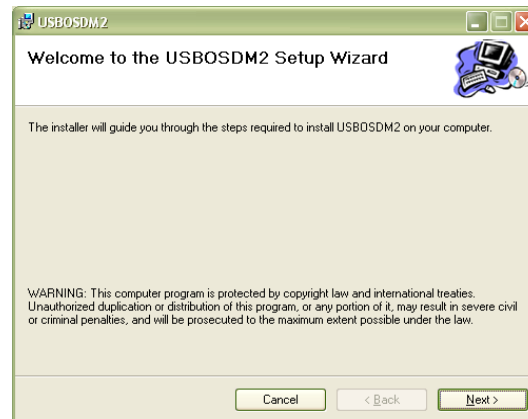 USBOSDM2
Welcome to the USBOSDM2 Setup Wizard
The installer will guide you through the steps required to install USBOSDM2 on your computer.
WARNING: This computer program is protected by copyright law and international treaties.
Unauthorized duplication or distribution of this program, or any portion of it, may result in severe civil
or criminal penalties, and will be prosecuted to the maximum extent possible under the law.
Cancel
< Back
Next >